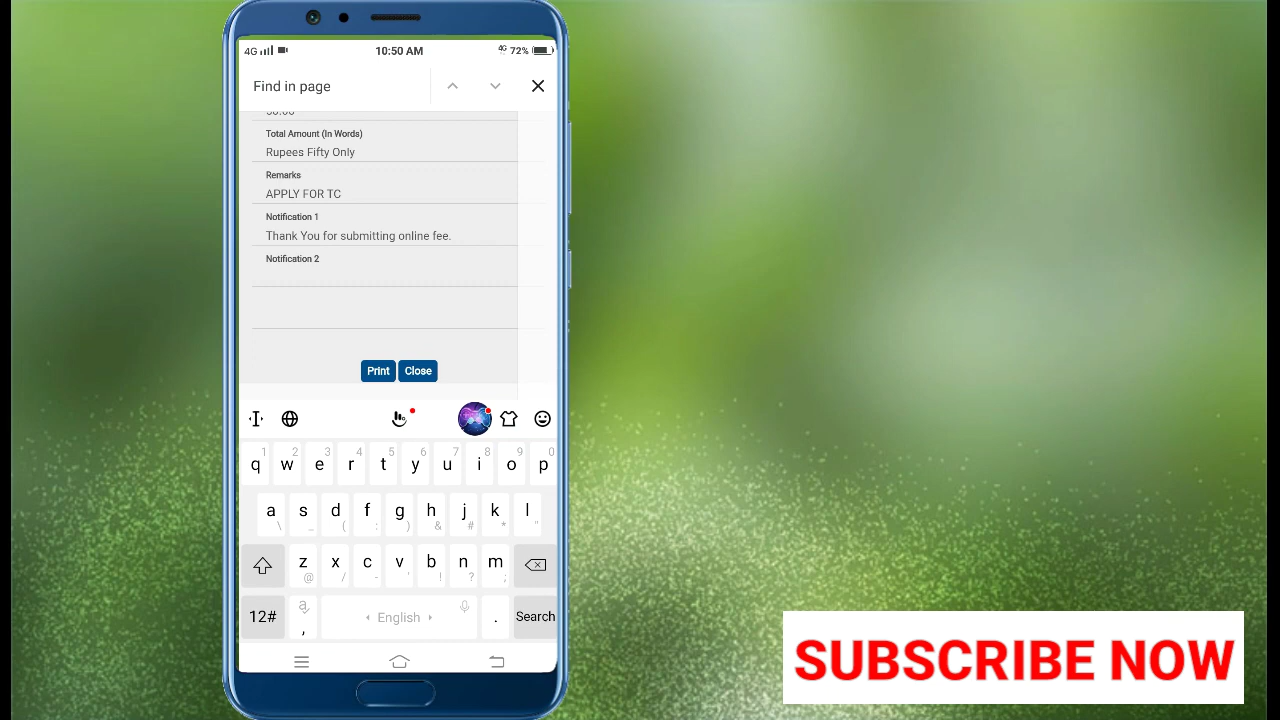 4G 10:50 AM 4G 72%
Find in page
Total Amount (In Words)
Rupees Fifty Only
Remarks
APPLY FOR TC
Notification 1
Thank You for submitting online fee.
Notification 2
Print Close
1 2 3 4 5 6 7 8 9 0
q w e r t y u i o p
a s d f g h j k l
\ _ ( : ) & # * "
z x c v b n m
@ / - ' ! ? ;
12# , English . Search
SUBSCRIBE NOW